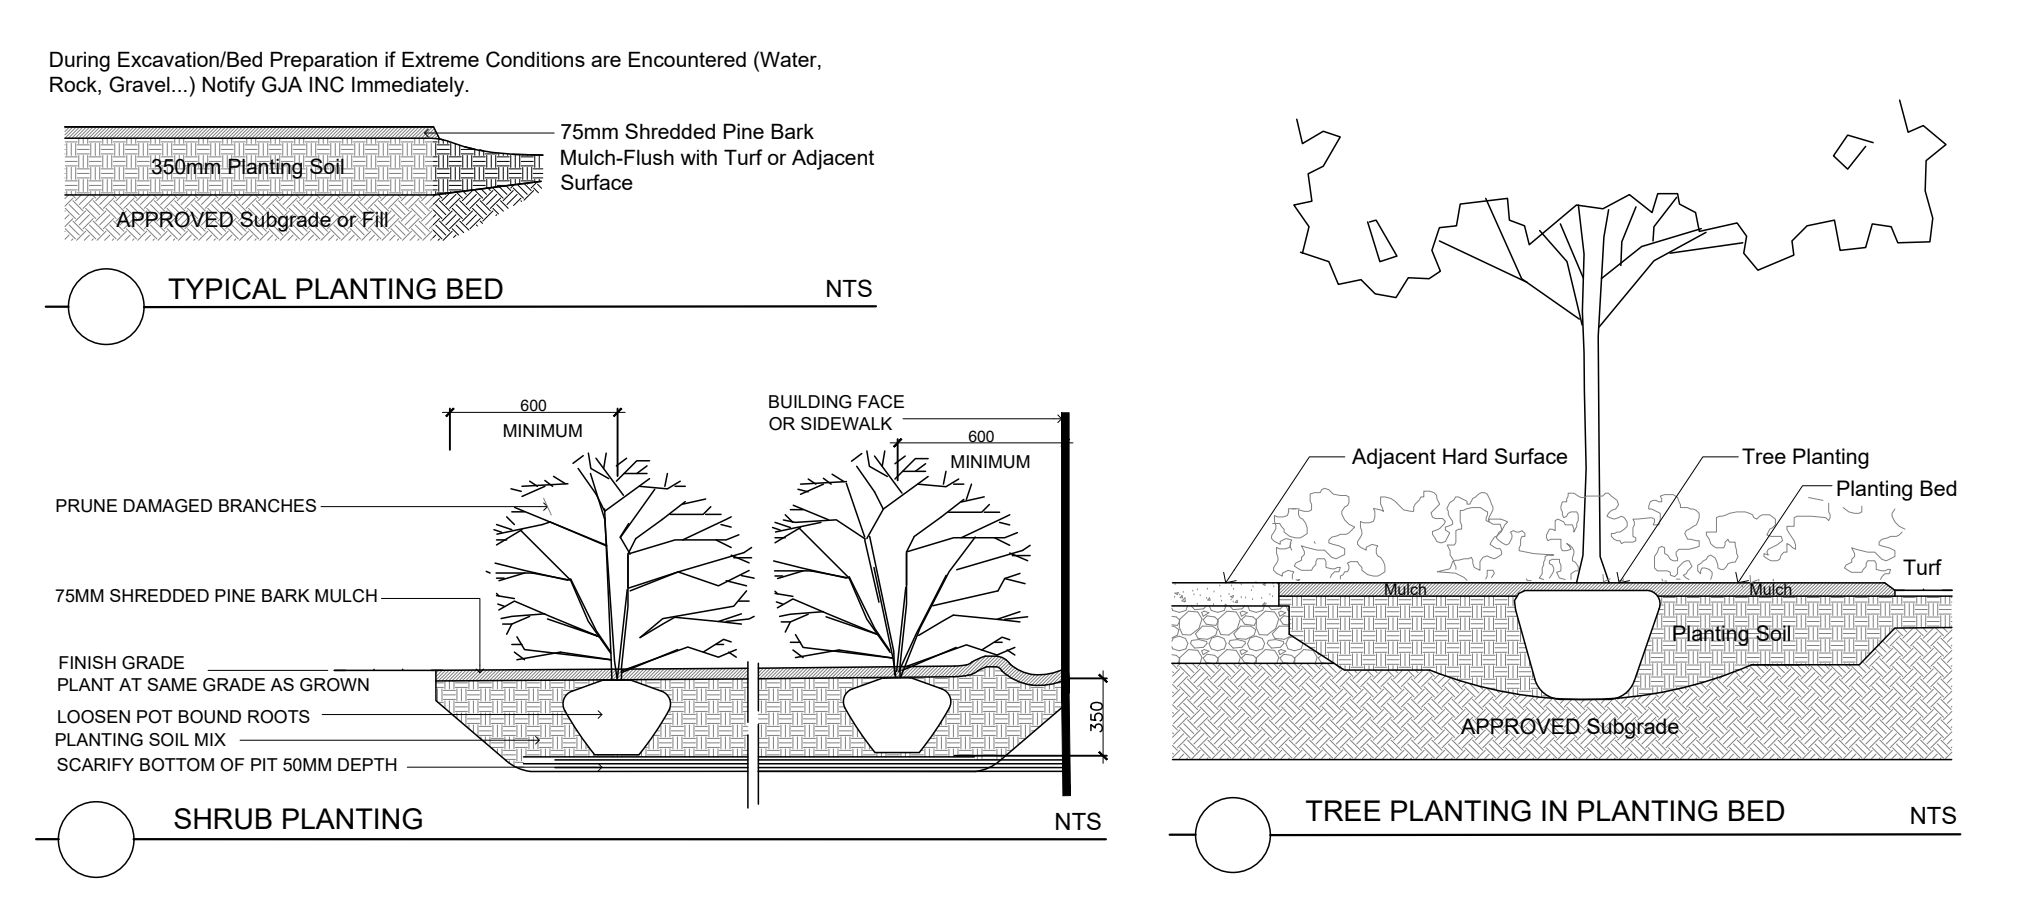 During Excavation/Bed Preparation if Extreme Conditions are Encountered (Water,
Rock, Gravel...) Notify GJA INC Immediately.
75mm Shredded Pine Bark
Mulch-Flush with Turf or Adjacent
Surface
350mm Planting Soil
APPROVED Subgrade or Fill
TYPICAL PLANTING BED
NTS
600
MINIMUM
BUILDING FACE
OR SIDEWALK
600
MINIMUM
PRUNE DAMAGED BRANCHES
75MM SHREDDED PINE BARK MULCH
FINISH GRADE
PLANT AT SAME GRADE AS GROWN
LOOSEN POT BOUND ROOTS
PLANTING SOIL MIX
SCARIFY BOTTOM OF PIT 50MM DEPTH
350
SHRUB PLANTING
NTS
Adjacent Hard Surface
Tree Planting
Planting Bed
Turf
Mulch
Mulch
Planting Soil
APPROVED Subgrade
TREE PLANTING IN PLANTING BED
NTS